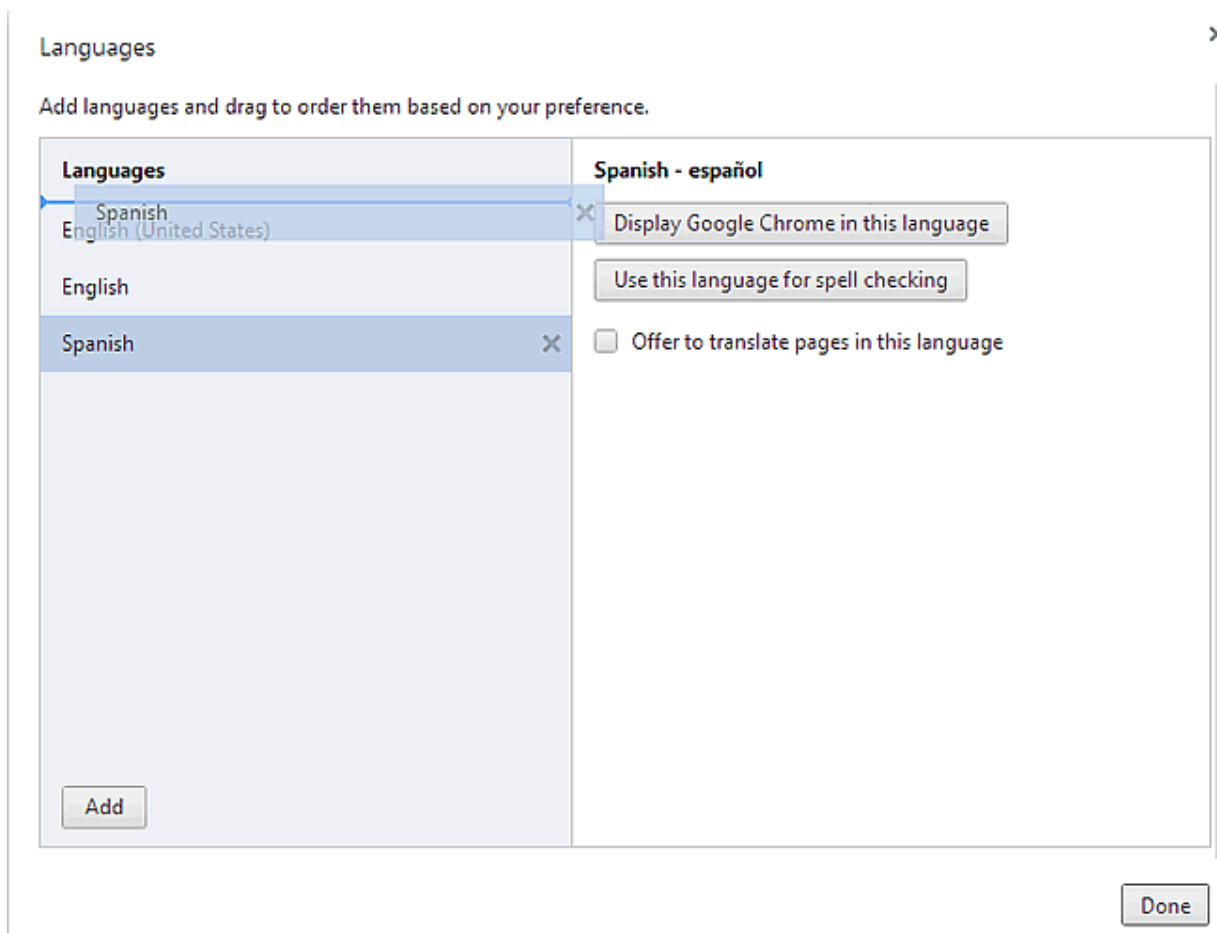 Languages
Add languages and drag to order them based on your preference.
Languages
Spanish
English (United States)
English
Spanish
Spanish - español
Display Google Chrome in this language
Use this language for spell checking
Offer to translate pages in this language
Add
Done